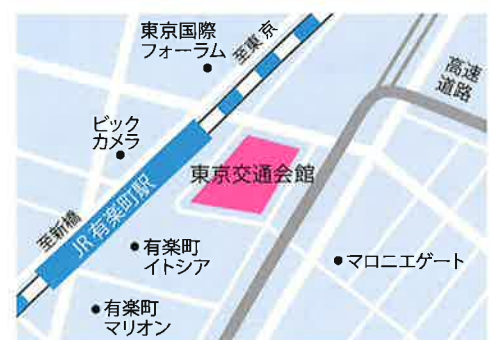 東京国際
フォーラム
至東京
高速
道路
ビック
カメラ
東京交通会館
JR有楽町駅
至新橋
有楽町
イトシア
マロニエゲート
有楽町
マリオン